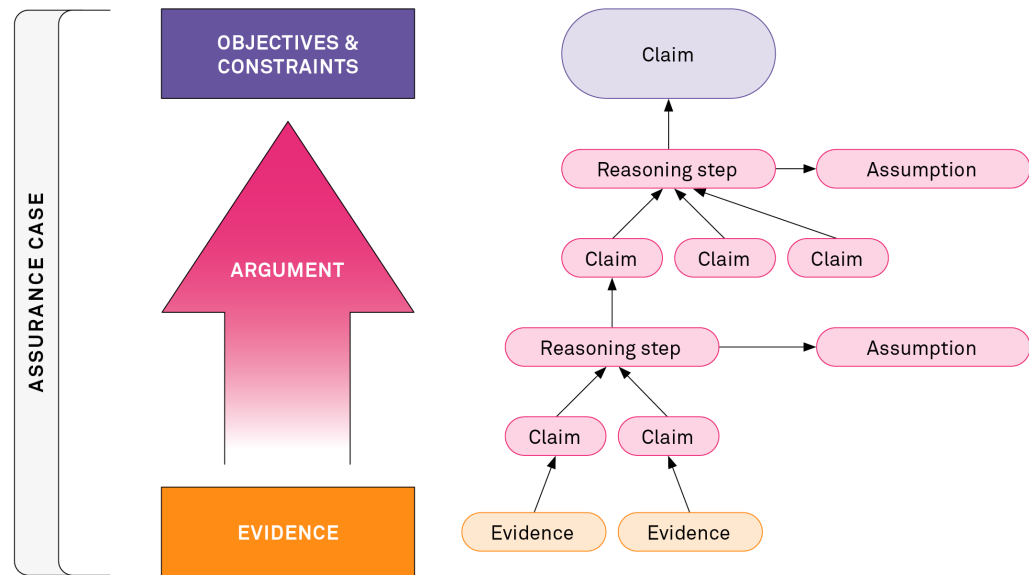 ASSURANCE CASE
OBJECTIVES &
CONSTRAINTS
ARGUMENT
EVIDENCE
Claim
Reasoning step
Assumption
Claim
Claim
Claim
Reasoning step
Assumption
Claim
Claim
Evidence
Evidence